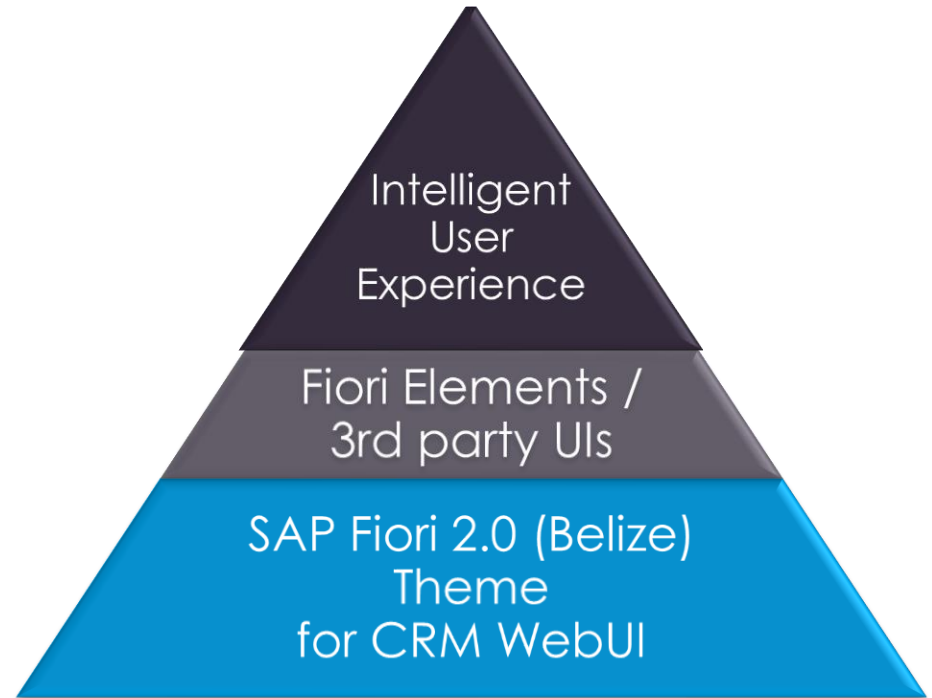 Intelligent
User
Experience
Fiori Elements /
3rd party UIs
SAP Fiori 2.0 (Belize)
Theme
for CRM WebUI